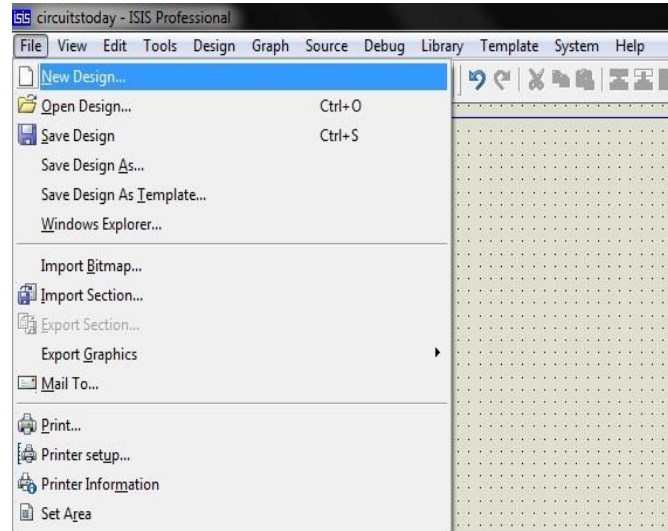 ISIS circuitstoday - ISIS Professional
File View Edit Tools Design Graph Source Debug Library Template System Help
New Design...
Open Design... Ctrl+O
Save Design Ctrl+S
Save Design As...
Save Design As Template...
Windows Explorer...
Import Bitmap...
Import Section...
Export Section...
Export Graphics
Mail To...
Print...
Printer setup...
Printer Information
Set Area